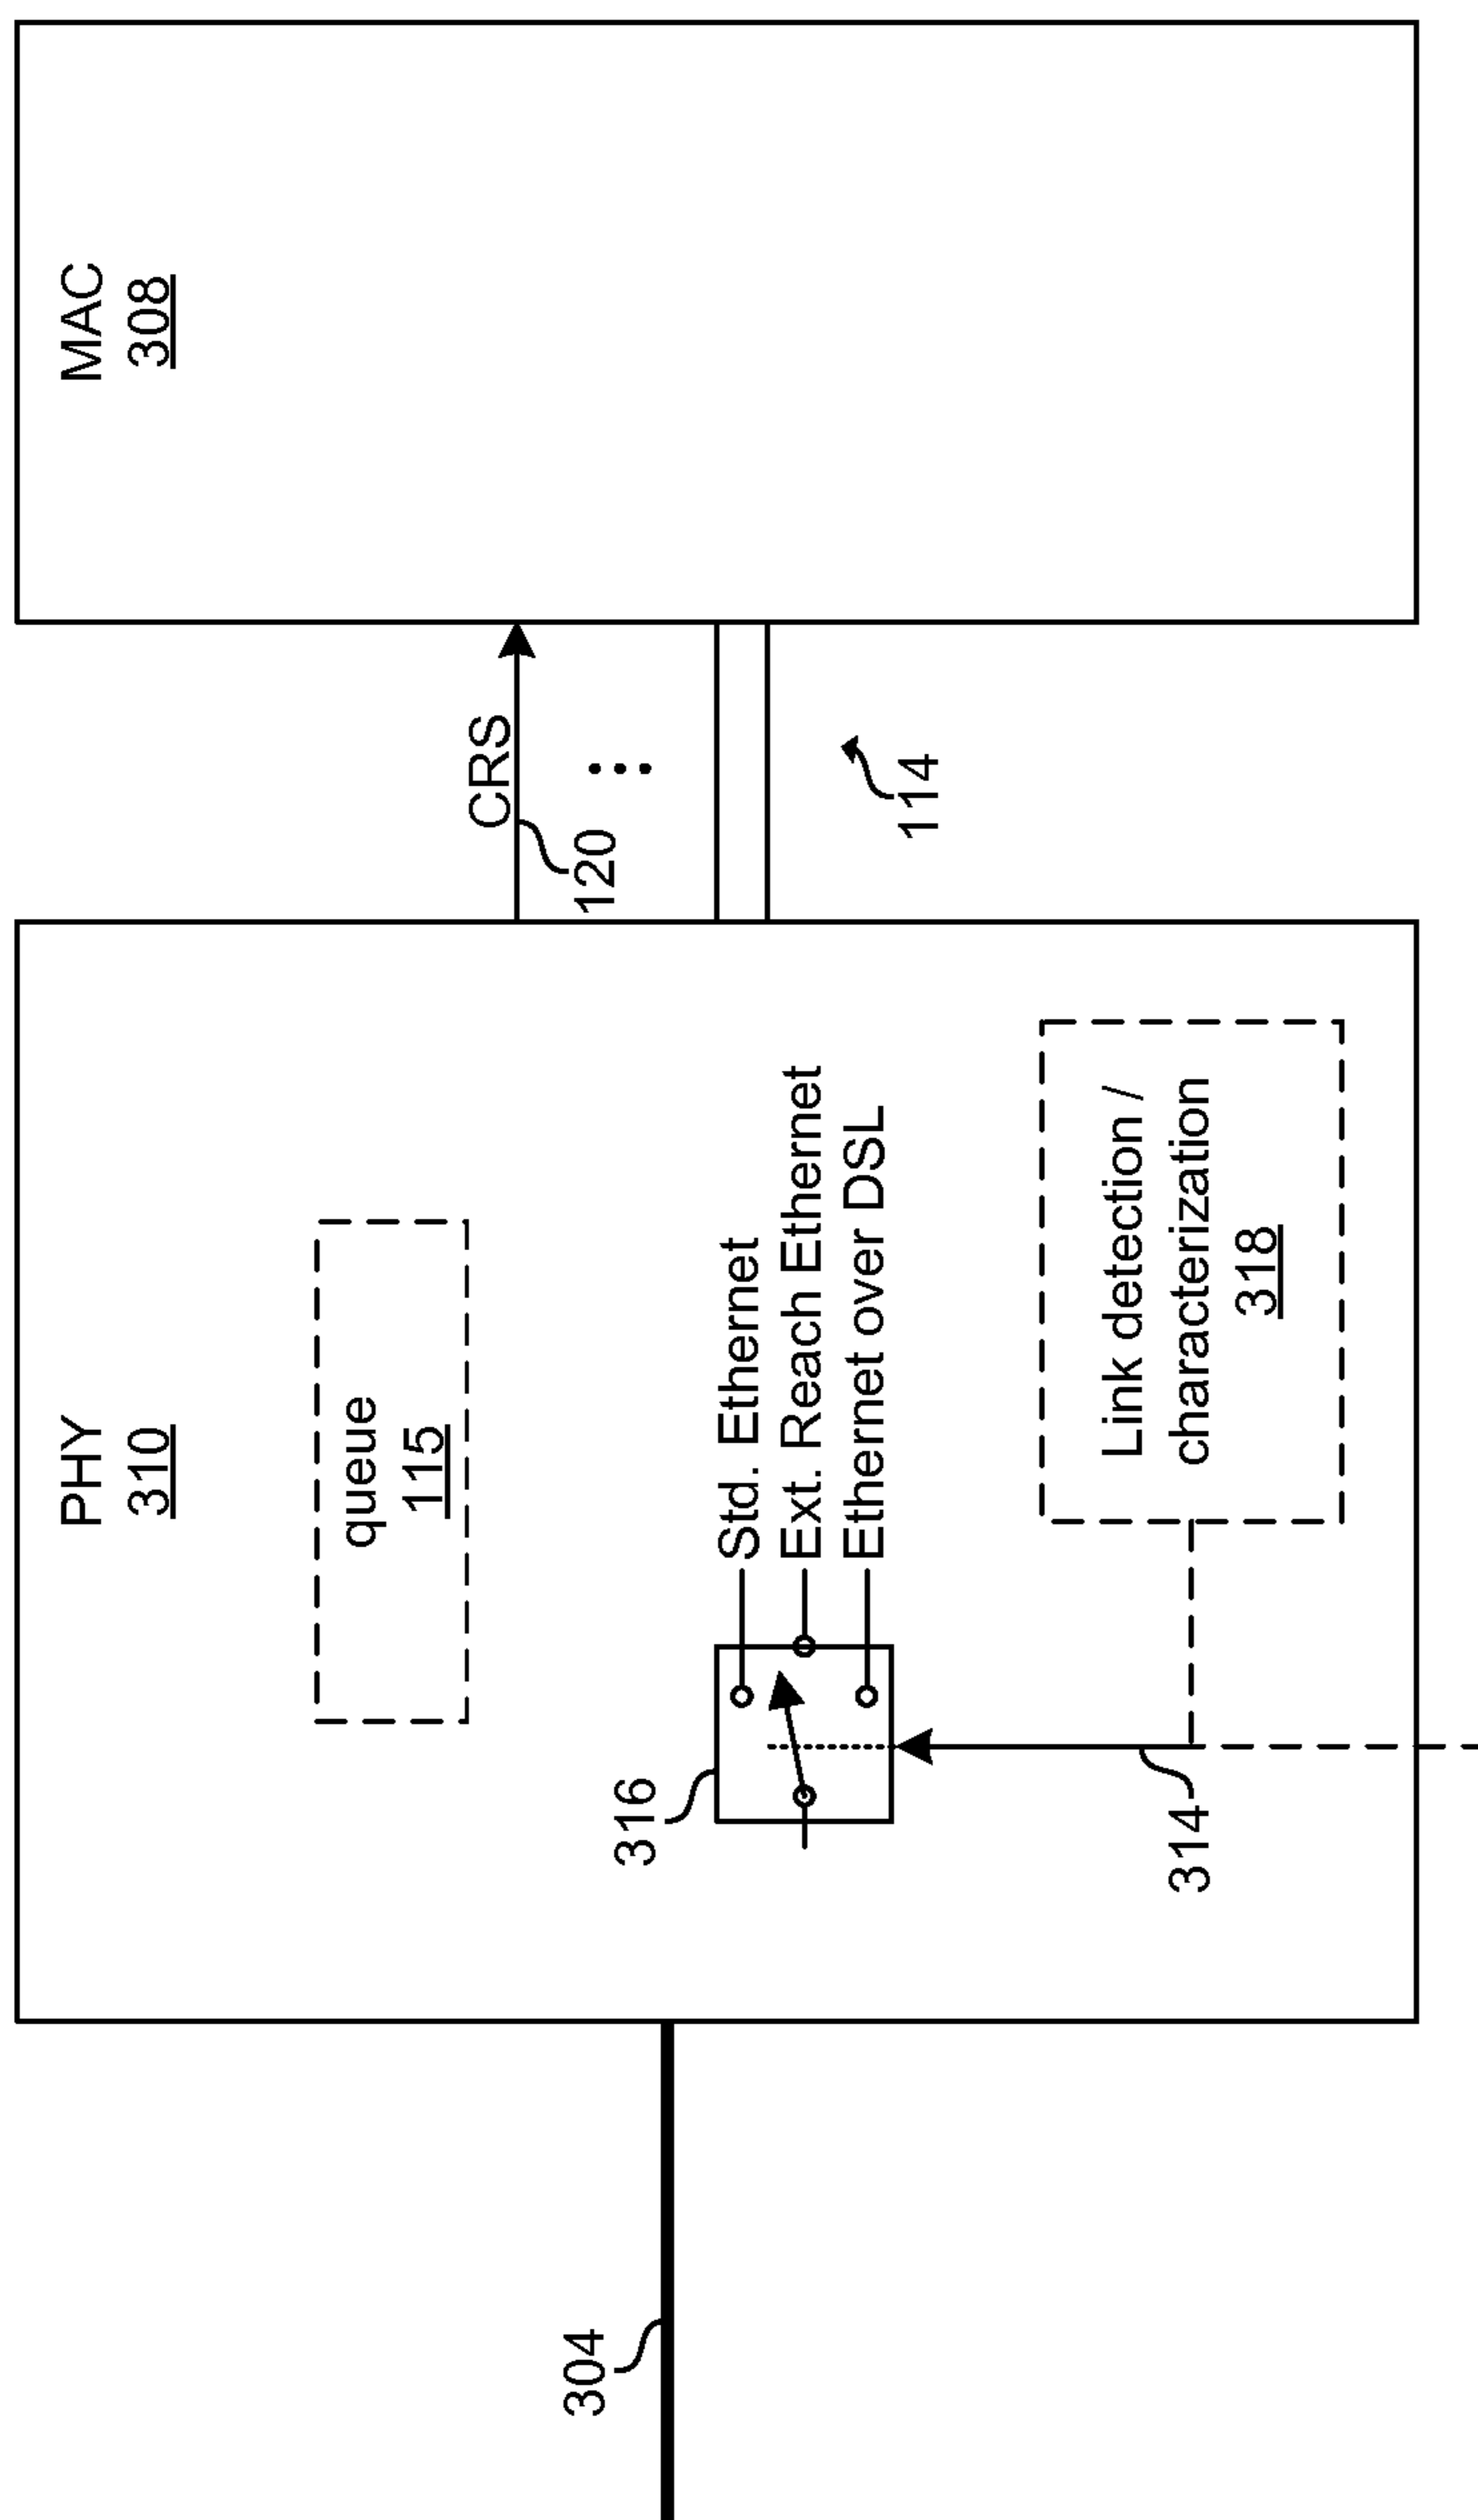 PHY
310
MAC
308
queue
115
CRS
120
304
316
Std. Ethernet
Ext. Reach Ethernet
Ethernet over DSL
114
Link detection /
characterization
318
314